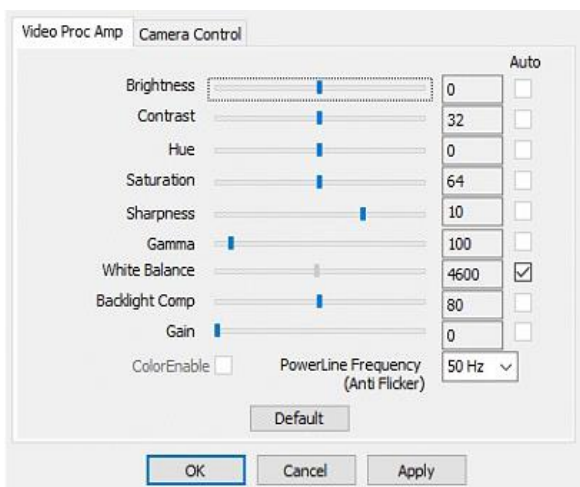 Video Proc Amp Camera Control
Auto
Brightness 0
Contrast 32
Hue 0
Saturation 64
Sharpness 10
Gamma 100
White Balance 4600
Backlight Comp 80
Gain 0
ColorEnable PowerLine Frequency 50 Hz
(Anti Flicker)
Default
OK Cancel Apply